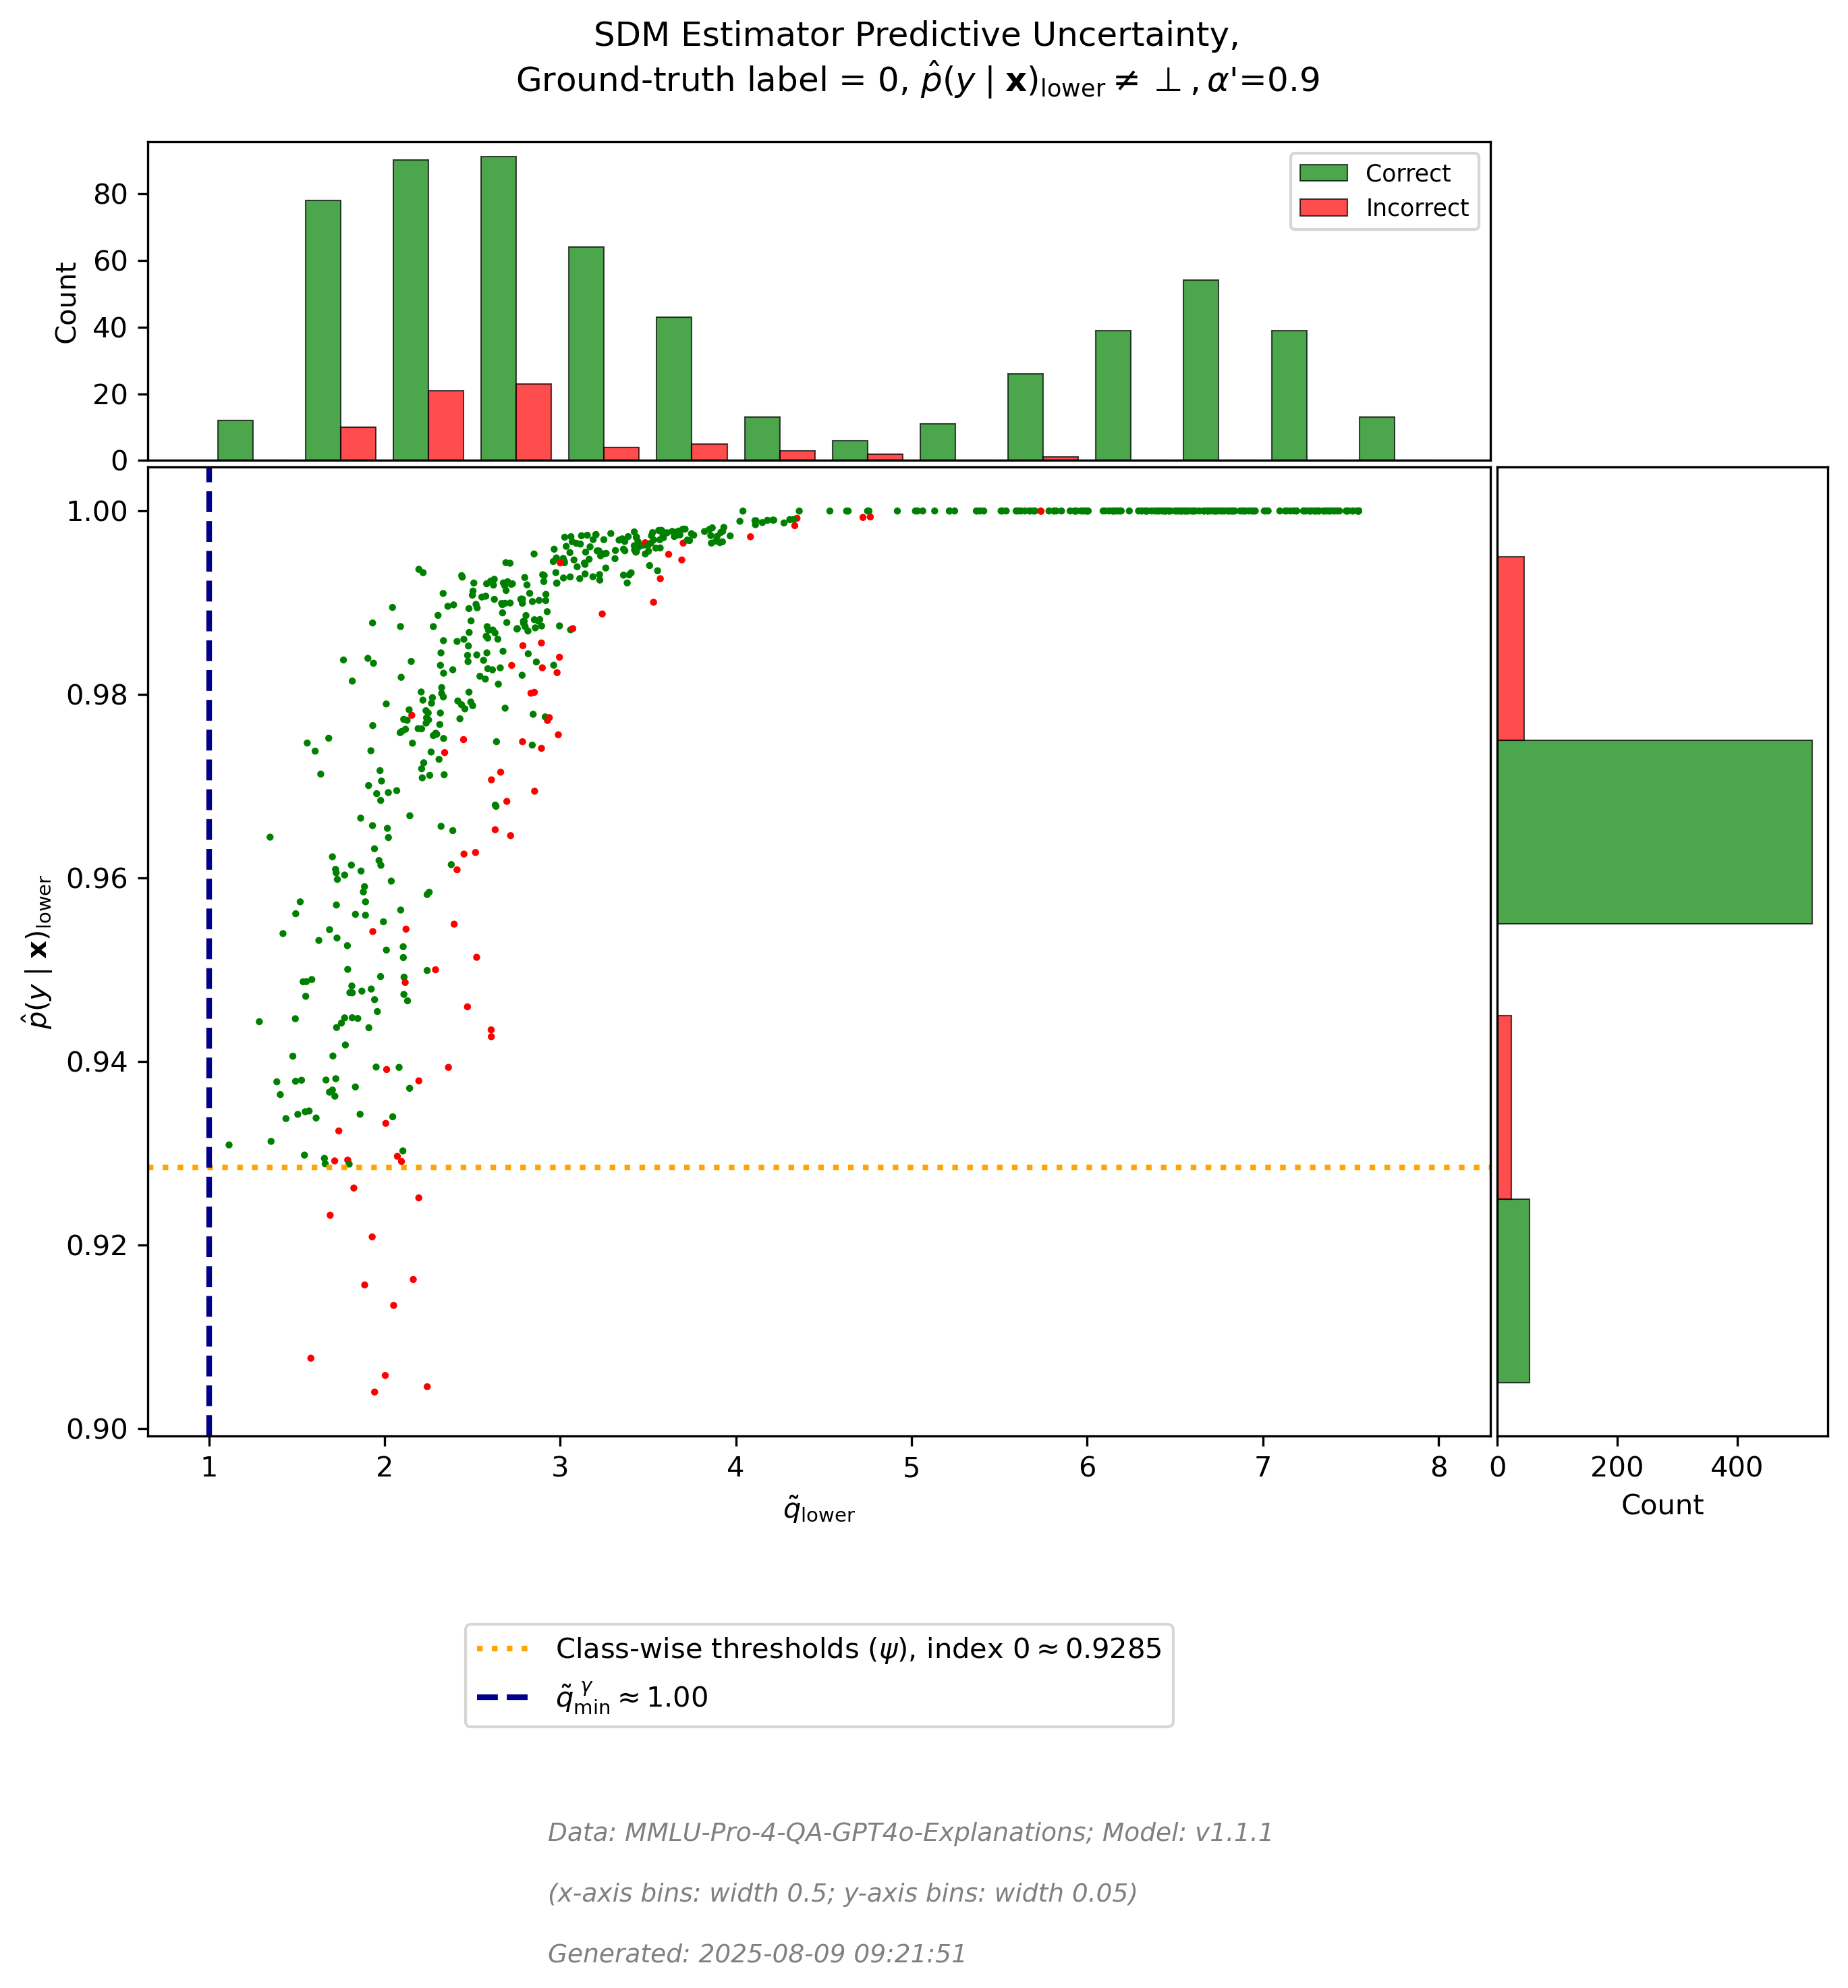 SDM Estimator Predictive Uncertainty,
Ground-truth label = 0, p̂(y | x)lower ≠ ⊥ , α'=0.9
Correct
Incorrect
Count
80
60
40
20
0
p̂(y | x)lower
1.00
0.98
0.96
0.94
0.92
0.90
1 2 3 4 5 6 7 8
q̃lower
0 200 400
Count
Class-wise thresholds (ψ), index 0 ≈ 0.9285
q̃ᵞmin ≈ 1.00
Data: MMLU-Pro-4-QA-GPT4o-Explanations; Model: v1.1.1
(x-axis bins: width 0.5; y-axis bins: width 0.05)
Generated: 2025-08-09 09:21:51